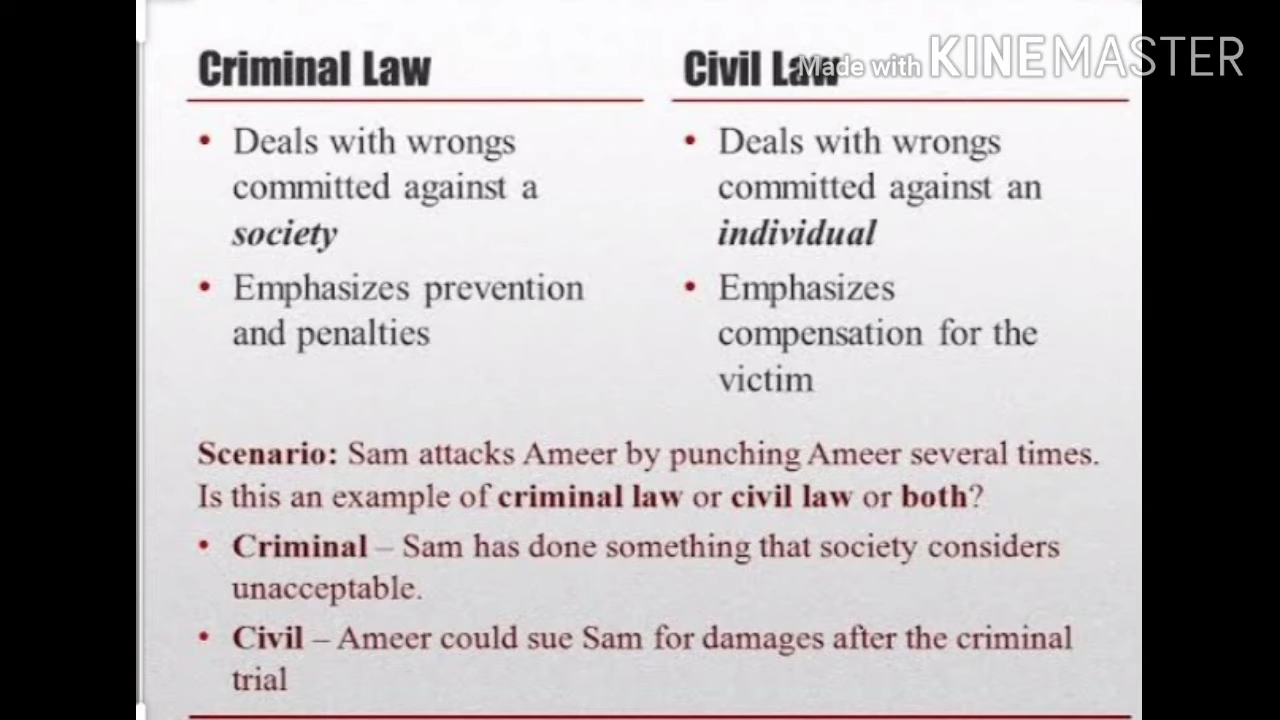 Criminal Law
Deals with wrongs
committed against a
society
Emphasizes prevention
and penalties
Civil Law
Made with KINEMASTER
Deals with wrongs
committed against an
individual
Emphasizes
compensation for the
victim
Scenario: Sam attacks Ameer by punching Ameer several times.
Is this an example of criminal law or civil law or both?
Criminal – Sam has done something that society considers
unacceptable.
Civil – Ameer could sue Sam for damages after the criminal
trial